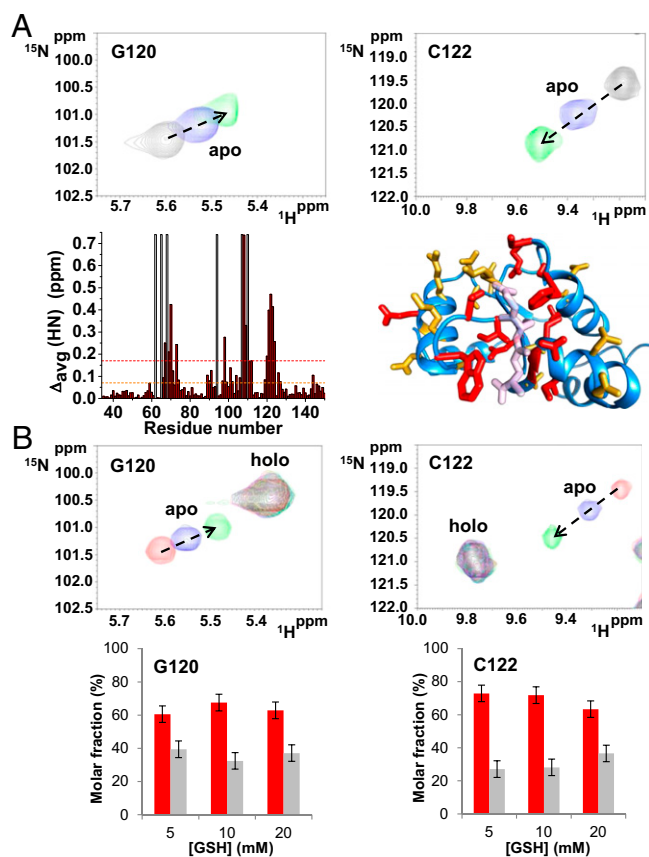 A
ppm
15N
G120
100.0
100.5
101.0
101.5
102.0
102.5
apo
5.7 5.6 5.5 5.4
1H ppm
ppm
15N
C122
119.0
119.5
120.0
120.5
121.0
121.5
122.0
apo
10.0 9.8 9.6 9.4
1H ppm
Δavg (HN) (ppm)
0.7
0.6
0.5
0.4
0.3
0.2
0.1
0.0
40 60 80 100 120 140
Residue number
B
ppm
15N
G120
holo
100.0
100.5
101.0
101.5
102.0
102.5
apo
5.7 5.6 5.5 5.4
1H ppm
ppm
15N
C122
119.0
119.5
120.0
120.5
121.0
121.5
122.0
apo
holo
10.0 9.8 9.6 9.4
1H ppm
Molar fraction (%)
G120
100
80
60
40
20
0
5 10 20
[GSH] (mM)
Molar fraction (%)
C122
100
80
60
40
20
0
5 10 20
[GSH] (mM)